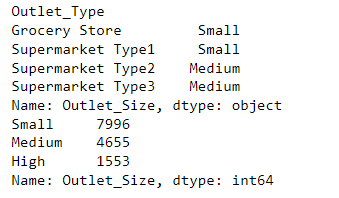 Outlet_Type
Grocery Store Small
Supermarket Type1 Small
Supermarket Type2 Medium
Supermarket Type3 Medium
Name: Outlet_Size, dtype: object
Small 7996
Medium 4655
High 1553
Name: Outlet_Size, dtype: int64